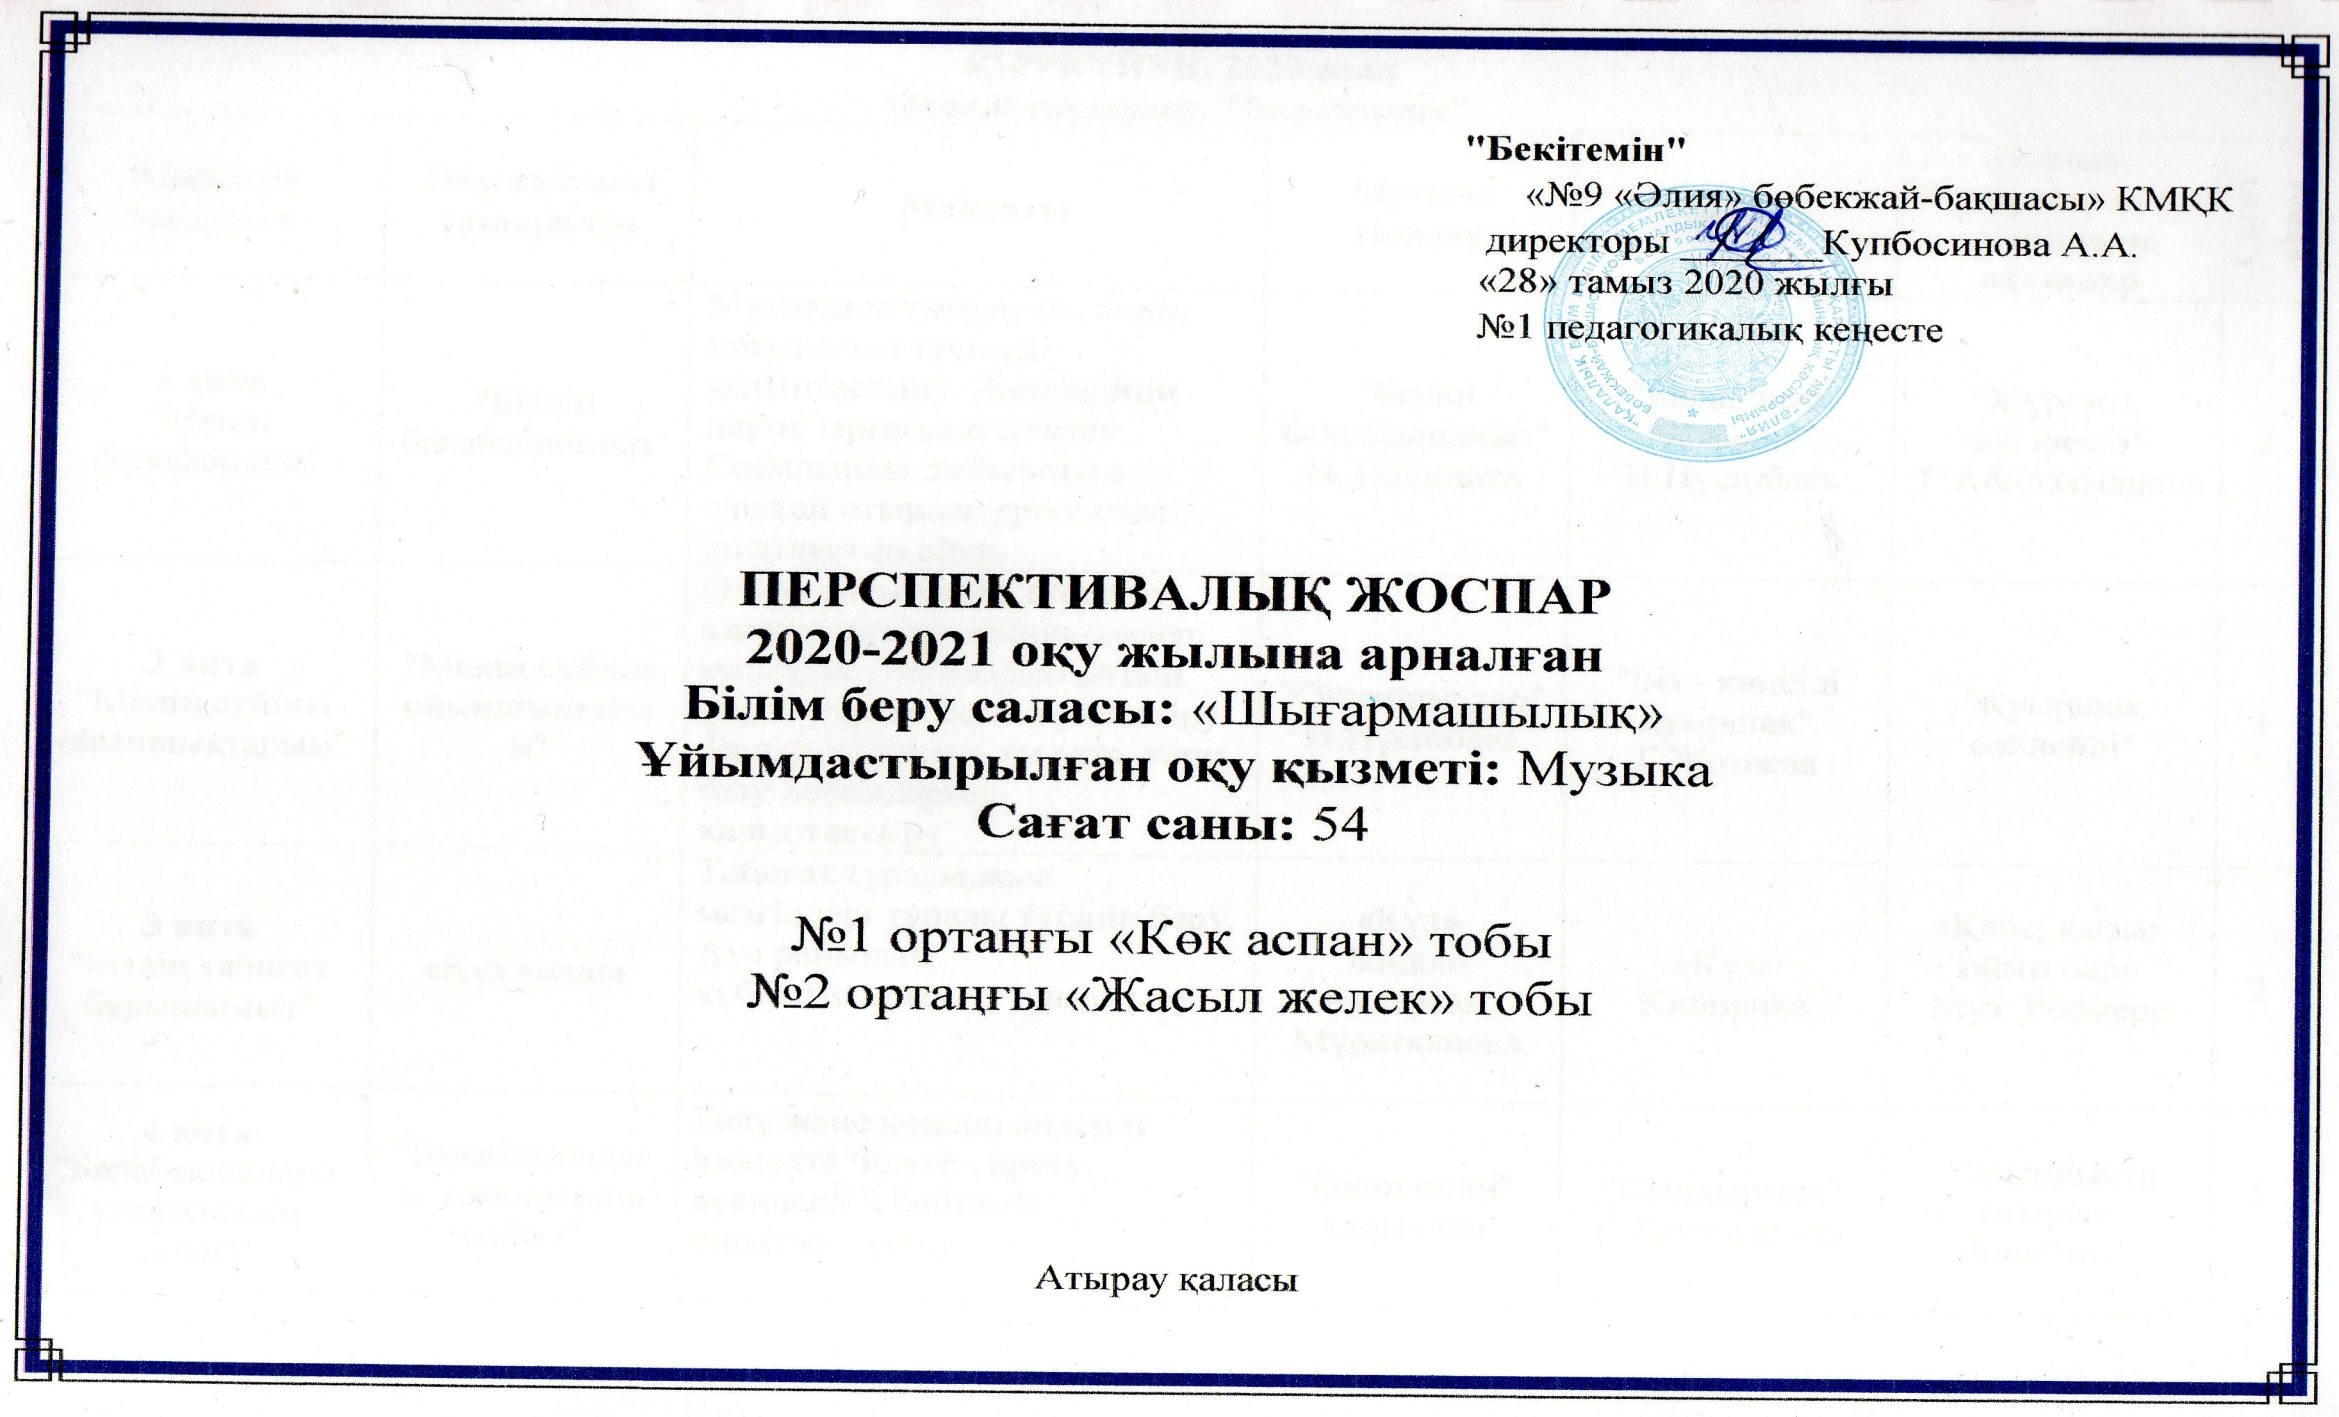 "Бекітемін"
«№9 «Әлия» бөбекжай-бақшасы» КМҚК
директоры ________Купбосинова А.А.
«28» тамыз 2020 жылғы
№1 педагогикалық кеңесте
ПЕРСПЕКТИВАЛЫҚ ЖОСПАР
2020-2021 оқу жылына арналған
Білім беру саласы: «Шығармашылық»
Ұйымдастырылған оқу қызметі: Музыка
Сағат саны: 54
№1 ортаңғы «Көк аспан» тобы
№2 ортаңғы «Жасыл желек» тобы
Атырау қаласы